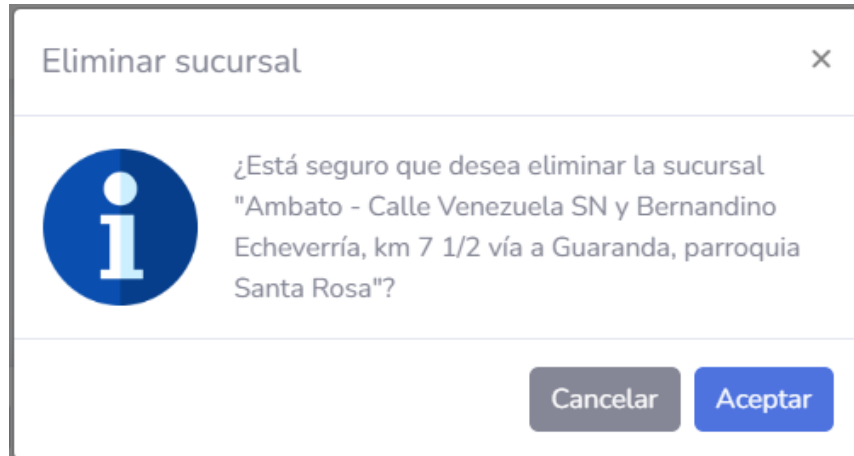 Eliminar sucursal ×
¿Está seguro que desea eliminar la sucursal
"Ambato - Calle Venezuela SN y Bernandino
Echeverría, km 7 1/2 vía a Guaranda, parroquia
Santa Rosa"?
Cancelar Aceptar